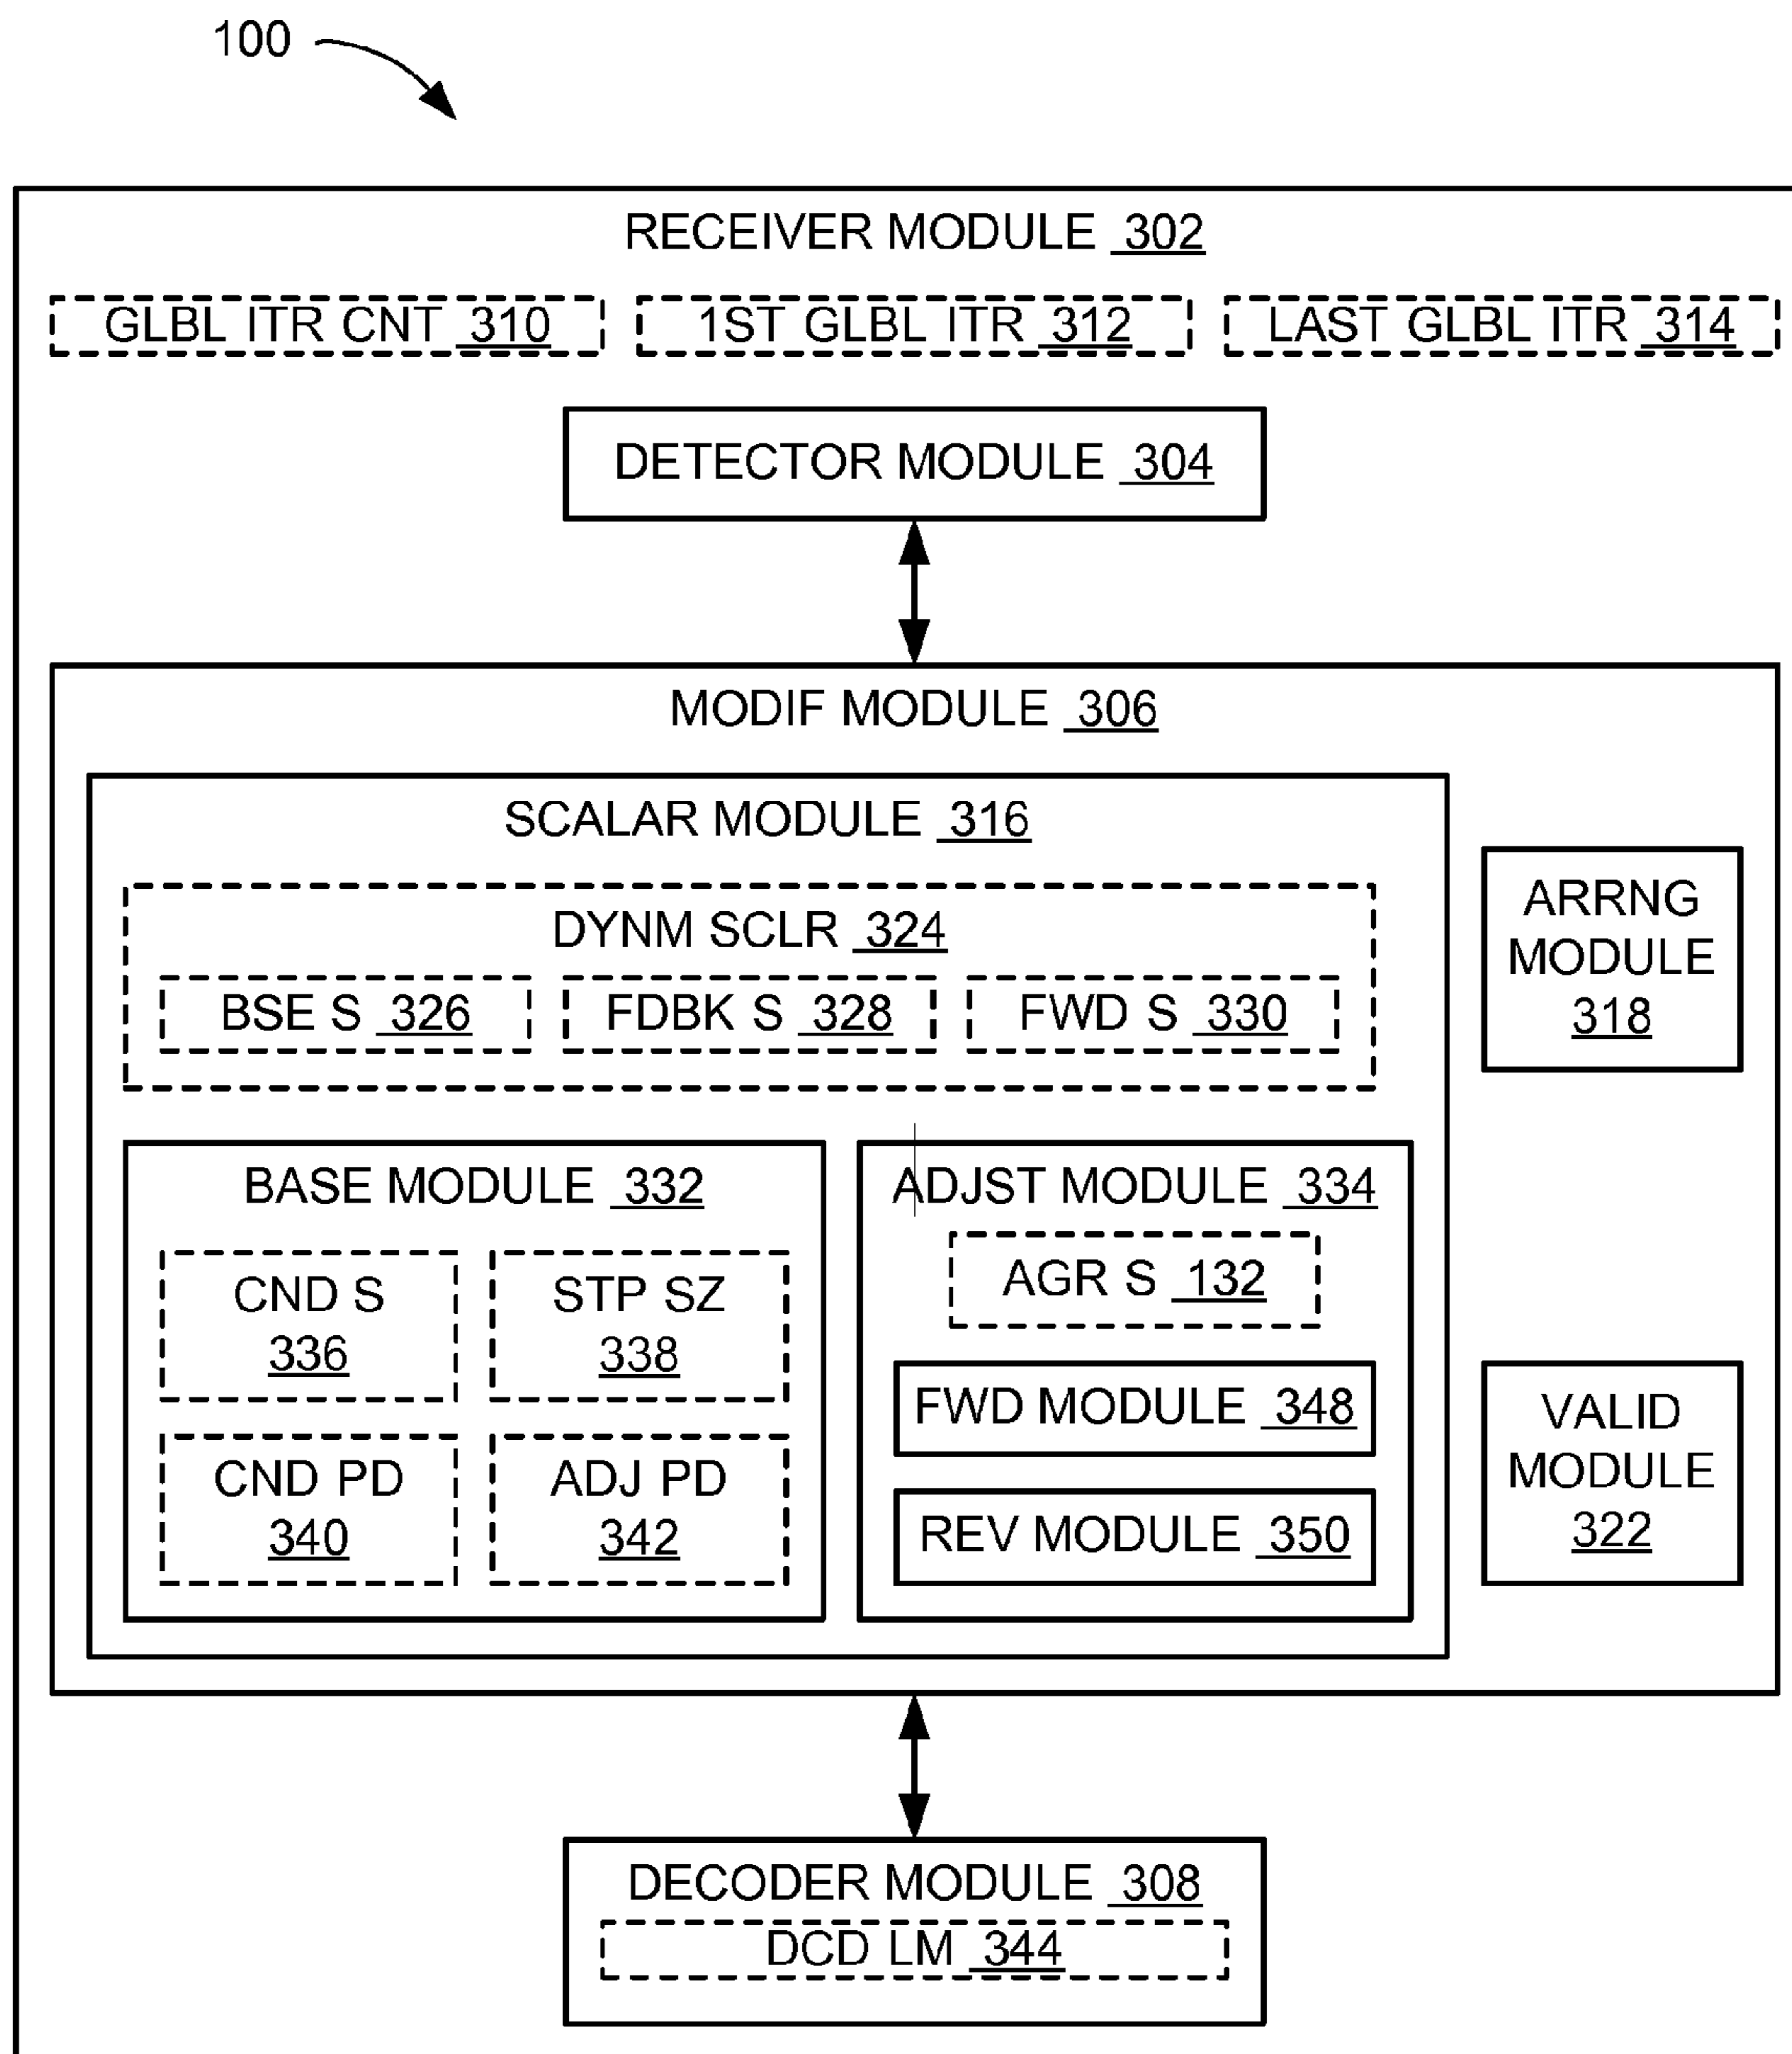 100
RECEIVER MODULE 302
GLBL ITR CNT 310
1ST GLBL ITR 312
LAST GLBL ITR 314
DETECTOR MODULE 304
MODIF MODULE 306
SCALAR MODULE 316
DYNM SCLR 324
BSE S 326
FDBK S 328
FWD S 330
ARRNG
MODULE
318
BASE MODULE 332
CND S
336
STP SZ
338
CND PD
340
ADJ PD
342
ADJST MODULE 334
AGR S 132
FWD MODULE 348
REV MODULE 350
VALID
MODULE
322
DECODER MODULE 308
DCD LM 344